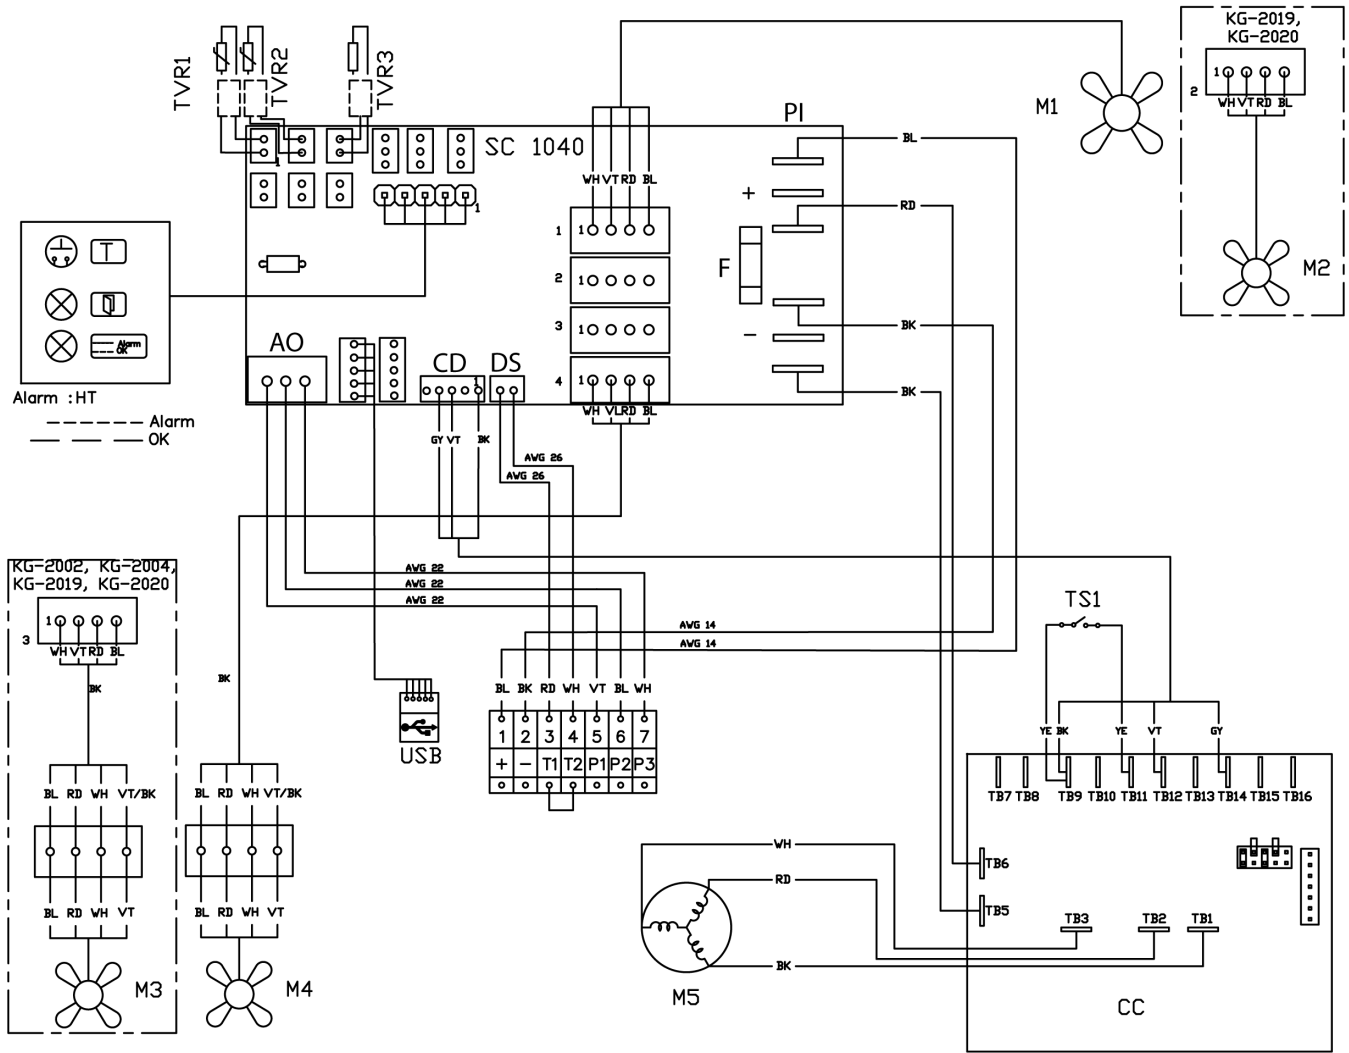 KG-2019,
KG-2020
1
2
WH VT RD BL
M2
TVR1
TVR2
TVR3
M1
PI
SC 1040
1
1
WH VT RD BL
BL
+
RD
F
-
BK
BK
1 1
2 1
3 1
4 1
WH VL RD BL
T
Alarm
OK
Alarm :HT
Alarm
OK
AO
CD
1
DS
GY VT BK
AWG 26
AWG 26
AWG 22
AWG 22
AWG 22
AWG 14
AWG 14
KG-2002, KG-2004,
KG-2019, KG-2020
1
3
WH VT RD BL
BK
BK
BL RD WH VT/BK
BL RD WH VT/BK
BL RD WH VT
BL RD WH VT
M3
M4
USB
BL BK RD WH VT BL WH
1 2 3 4 5 6 7
+ - T1 T2 P1 P2 P3
TS1
YE BK YE VT GY
TB7 TB8 TB9 TB10 TB11 TB12 TB13 TB14 TB15 TB16
TB6
TB5
TB3 TB2 TB1
WH
RD
BK
M5
CC